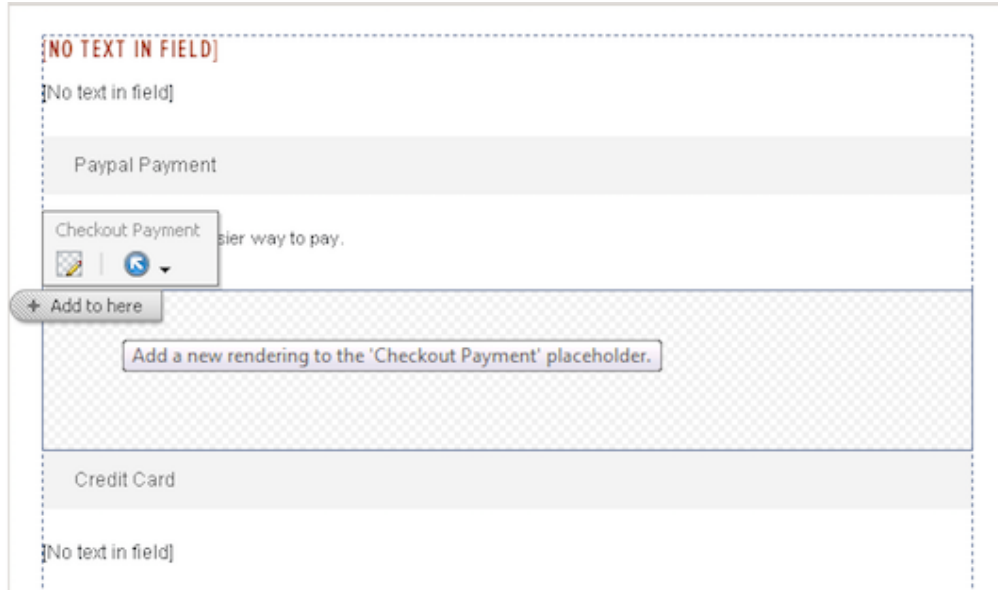 [NO TEXT IN FIELD]
[No text in field]
Paypal Payment
Checkout Payment
sier way to pay.
+ Add to here
Add a new rendering to the 'Checkout Payment' placeholder.
Credit Card
[No text in field]